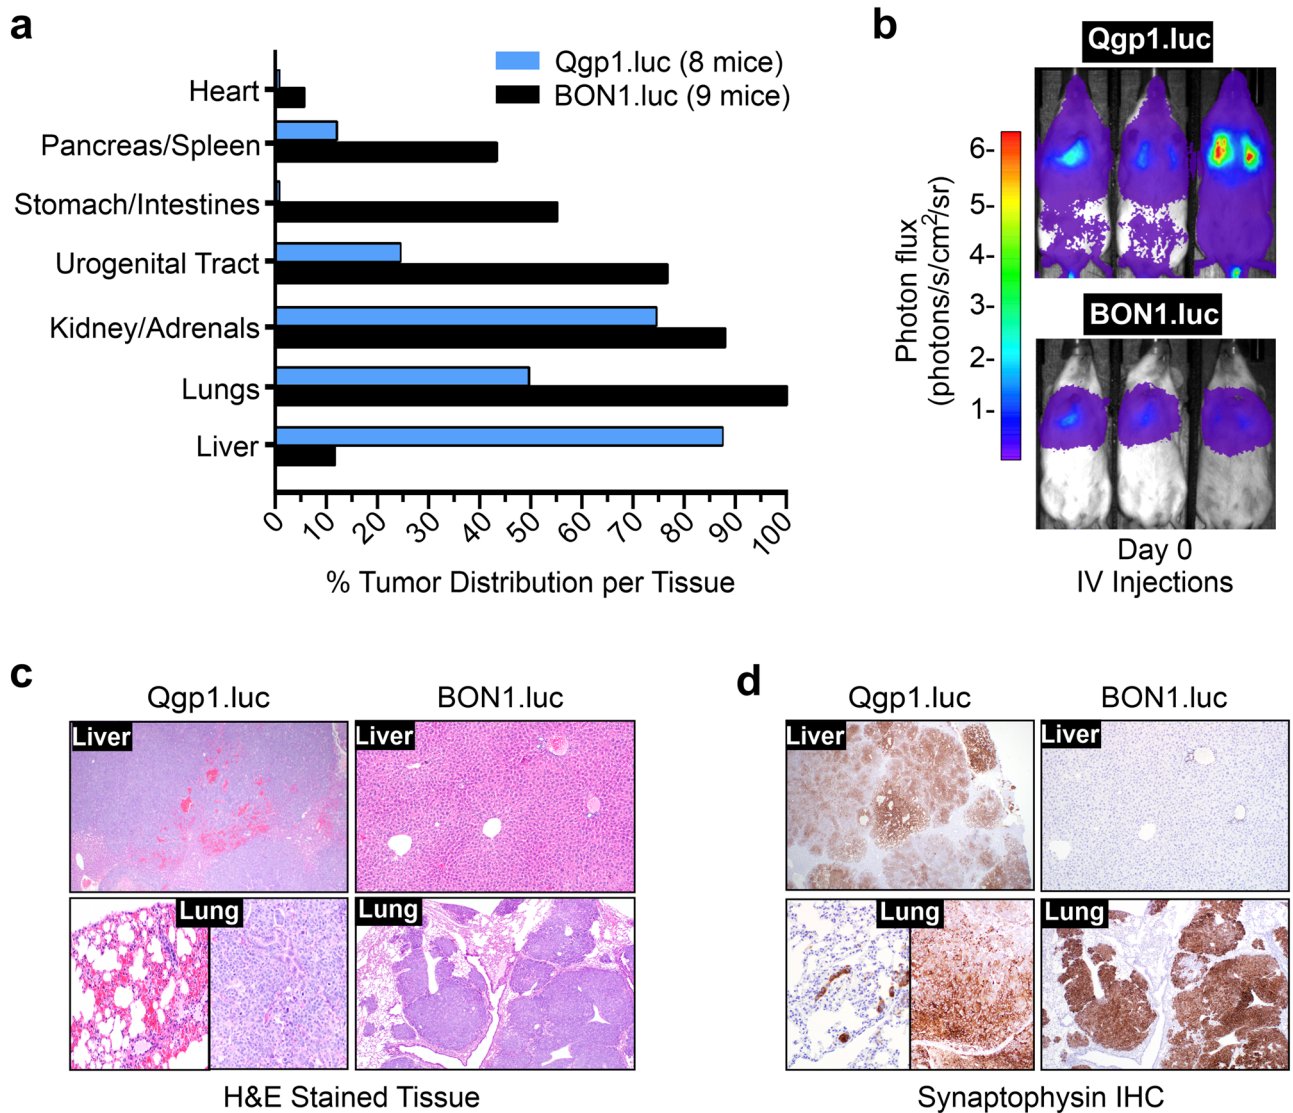 a
Qgp1.luc (8 mice)
BON1.luc (9 mice)
Heart
Pancreas/Spleen
Stomach/Intestines
Urogenital Tract
Kidney/Adrenals
Lungs
Liver
0 10 20 30 40 50 60 70 80 90 100
% Tumor Distribution per Tissue
b
Qgp1.luc
Photon flux
(photons/s/cm²/sr)
6-
5-
4-
3-
2-
1-
BON1.luc
Day 0
IV Injections
c
Qgp1.luc BON1.luc
Liver Liver
Lung Lung
H&E Stained Tissue
d
Qgp1.luc BON1.luc
Liver Liver
Lung Lung
Synaptophysin IHC